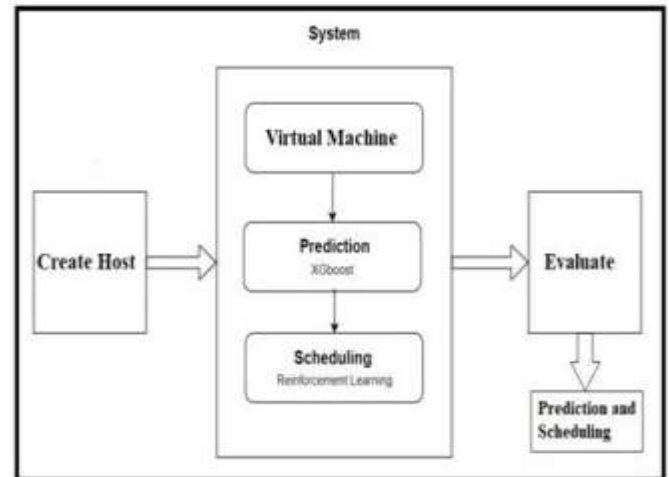 System
Virtual Machine
Create Host
Prediction
XGboost
Scheduling
Reinforcement Learning
Evaluate
Prediction and
Scheduling